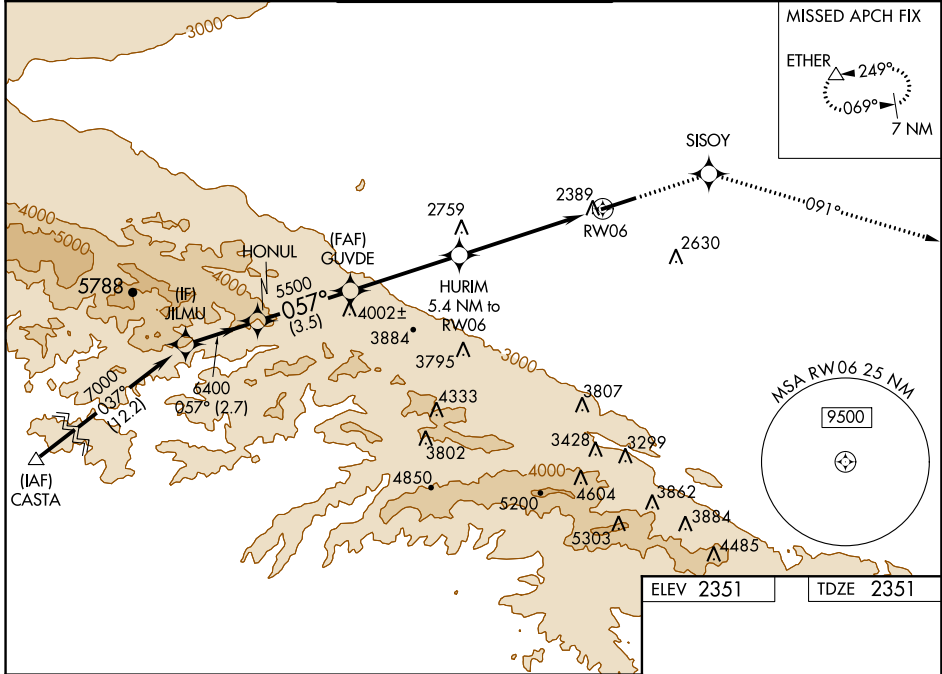 3000
MISSED APCH FIX
ETHER
249°
069°
7 NM
SISOY
091°
2389
RW06
2630
2759
HURIM
5.4 NM to
RW06
(FAF)
GUVDE
4002±
3884
3795
3000
HONUL
5500
057°
(3.5)
4000
5000
4000
5788
(IF)
JILMU
6400
057° (2.7)
7000
037°
(12.2)
(IAF)
CASTA
4333
3802
4850
4000
5200
3807
3428
3299
4604
3862
5303
3884
4485
MSA RW06 25 NM
9500
ELEV 2351
TDZE 2351